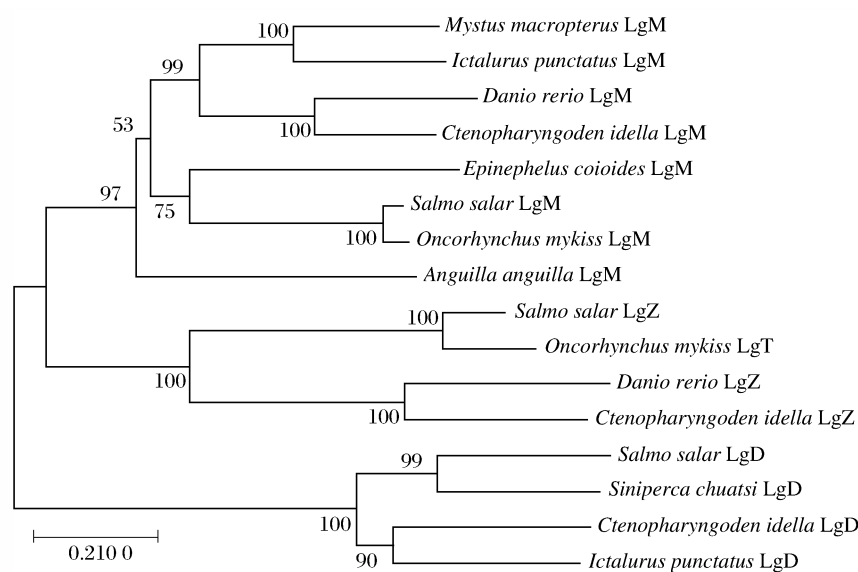 100
Mystus macropterus LgM
Ictalurus punctatus LgM
99
Danio rerio LgM
100
Ctenopharyngoden idella LgM
53
Epinephelus coioides LgM
97
75
Salmo salar LgM
100
Oncorhynchus mykiss LgM
Anguilla anguilla LgM
100
Salmo salar LgZ
Oncorhynchus mykiss LgT
100
Danio rerio LgZ
100
Ctenopharyngoden idella LgZ
99
Salmo salar LgD
Siniperca chuatsi LgD
100
Ctenopharyngoden idella LgD
90
Ictalurus punctatus LgD
0.210 0